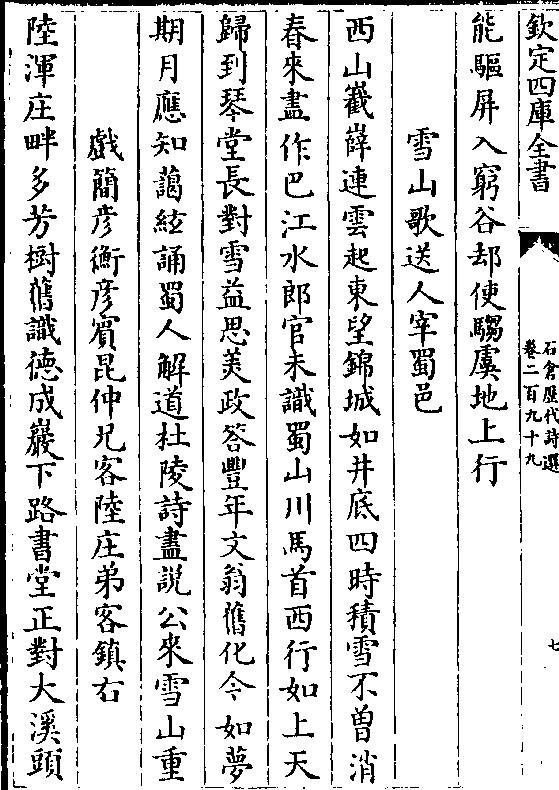 欽定四庫全書
石倉歷代詩選
卷二百九十九
七
能驅屏入窮谷却使騶虞地上行
雪山歌送人宰蜀邑
西山嶻嶭連雲起東望錦城如井底四時積雪不曾消
春來盡作巴江水郎官未識蜀山川馬首西行如上天
歸到琴堂長對雪益思美政答豐年文翁舊化今如夢
期月應知藹絃誦蜀人解道杜陵詩盡説公來雪山重
戲簡彦衡彦賓昆仲兄客陸庄弟客鎮右
陸渾庄畔多芳樹舊識徳成巖下路書堂正對大溪頭